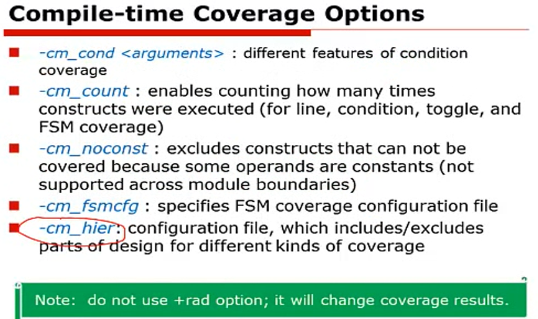 Compile-time Coverage Options
-cm_cond <arguments> : different features of condition
coverage
-cm_count : enables counting how many times
constructs were executed (for line, condition, toggle, and
FSM coverage)
-cm_noconst : excludes constructs that can not be
covered because some operands are constants (not
supported across module boundaries)
-cm_fsmcfg : specifies FSM coverage configuration file
-cm_hier: configuration file, which includes/excludes
parts of design for different kinds of coverage
Note: do not use +rad option; it will change coverage results.